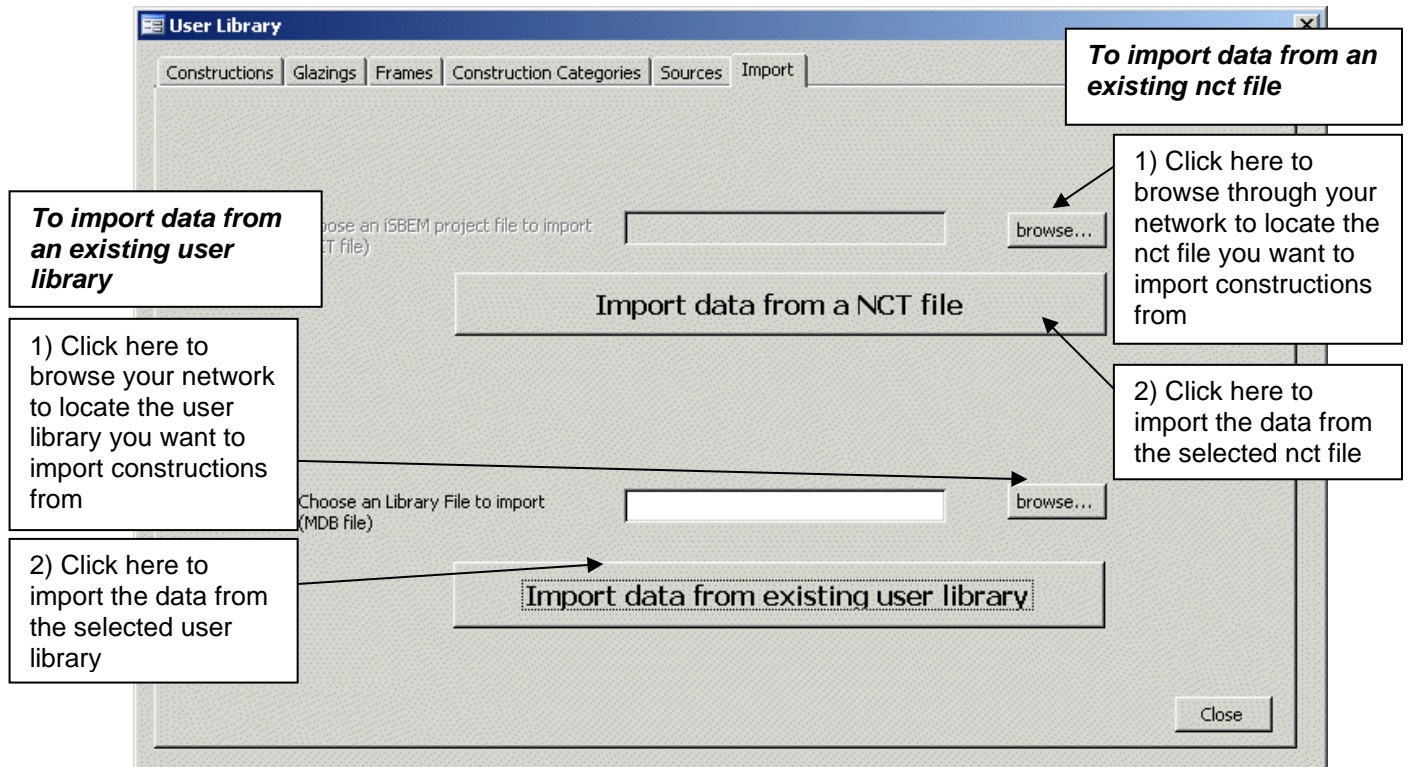 User Library
Constructions Glazings Frames Construction Categories Sources Import
To import data from an
existing nct file
1) Click here to
browse through your
network to locate the
nct file you want to
import constructions
from
2) Click here to
import the data from
the selected nct file
To import data from
an existing user
library
1) Click here to
browse your network
to locate the user
library you want to
import constructions
from
2) Click here to
import the data from
the selected user
library
an iSBEM project file to import
file)
browse...
Import data from a NCT file
Choose an Library File to import
(MDB file)
browse...
Import data from existing user library
Close